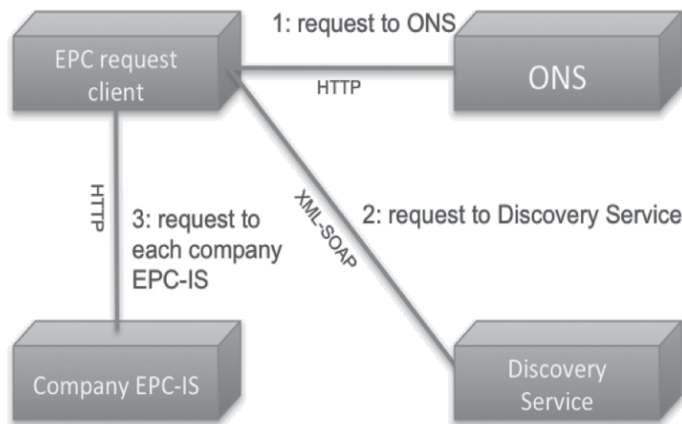 1: request to ONS
EPC request
client
HTTP
ONS
HTTP
3: request to
each company
EPC-IS
XML-SOAP
2: request to Discovery Service
Company EPC-IS
Discovery
Service